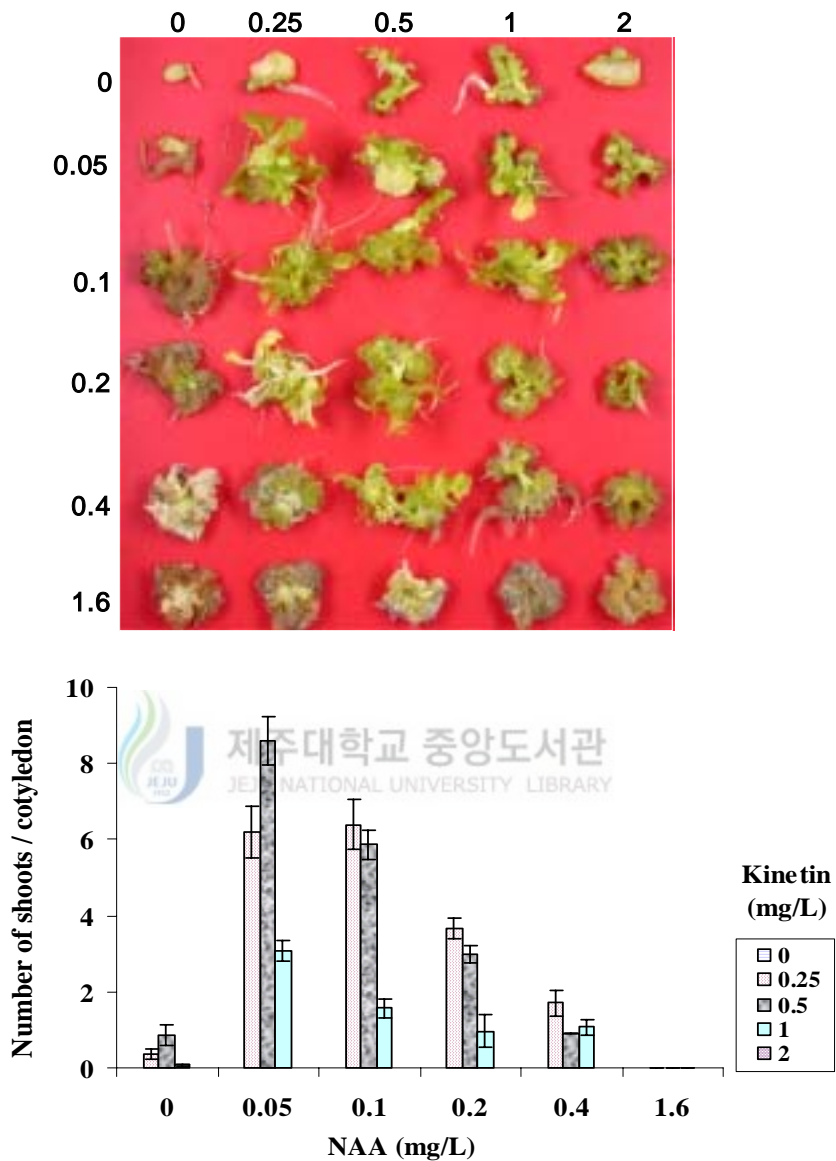 0 0.25 0.5 1 2
0
0.05
0.1
0.2
0.4
1.6
10
8
6
4
2
0
Number of shoots / cotyledon
제주대학교 중앙도서관
JEJU NATIONAL UNIVERSITY LIBRARY
JEJU
1952
0 0.05 0.1 0.2 0.4 1.6
NAA (mg/L)
Kinetin
(mg/L)
0
0.25
0.5
1
2